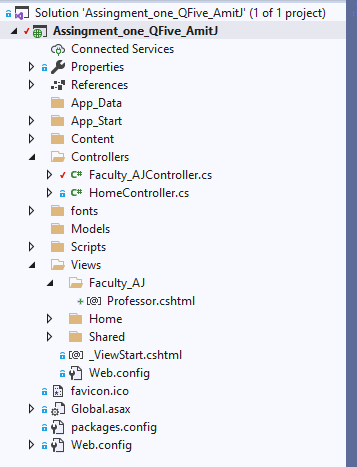 Solution 'Assingment_one_QFive_AmitJ' (1 of 1 project)
Assingment_one_QFive_AmitJ
Connected Services
Properties
References
App_Data
App_Start
Content
Controllers
C# Faculty_AJController.cs
C# HomeController.cs
fonts
Models
Scripts
Views
Faculty_AJ
[@] Professor.cshtml
Home
Shared
[@] _ViewStart.cshtml
Web.config
favicon.ico
Global.asax
packages.config
Web.config